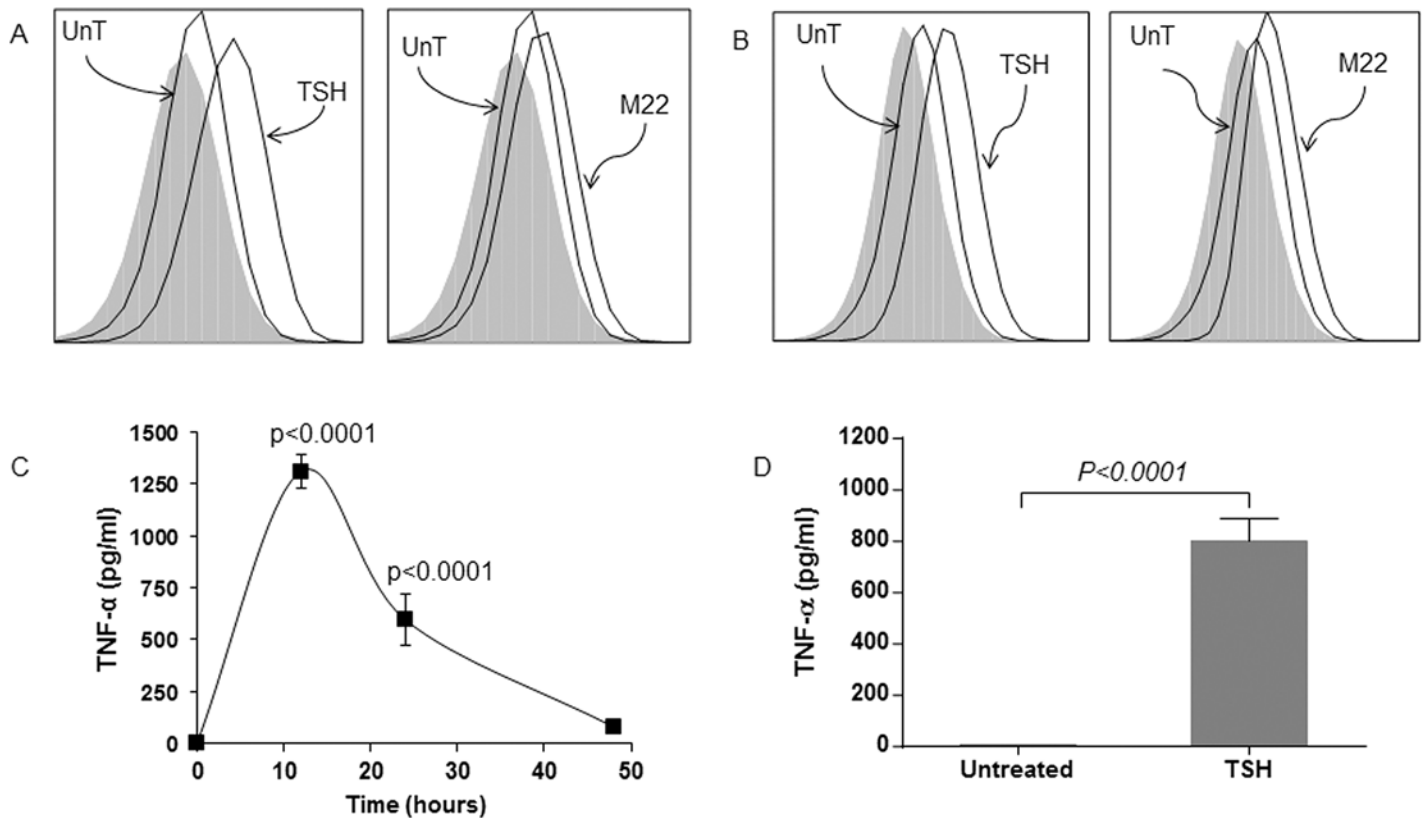 A
UnT
TSH
UnT
M22
B
UnT
TSH
UnT
M22
C
TNF-α (pg/ml)
1500
1250
1000
750
500
250
0
p<0.0001
p<0.0001
0 10 20 30 40 50
Time (hours)
D
TNF-α (pg/ml)
1200
1000
800
600
400
200
0
P<0.0001
Untreated TSH